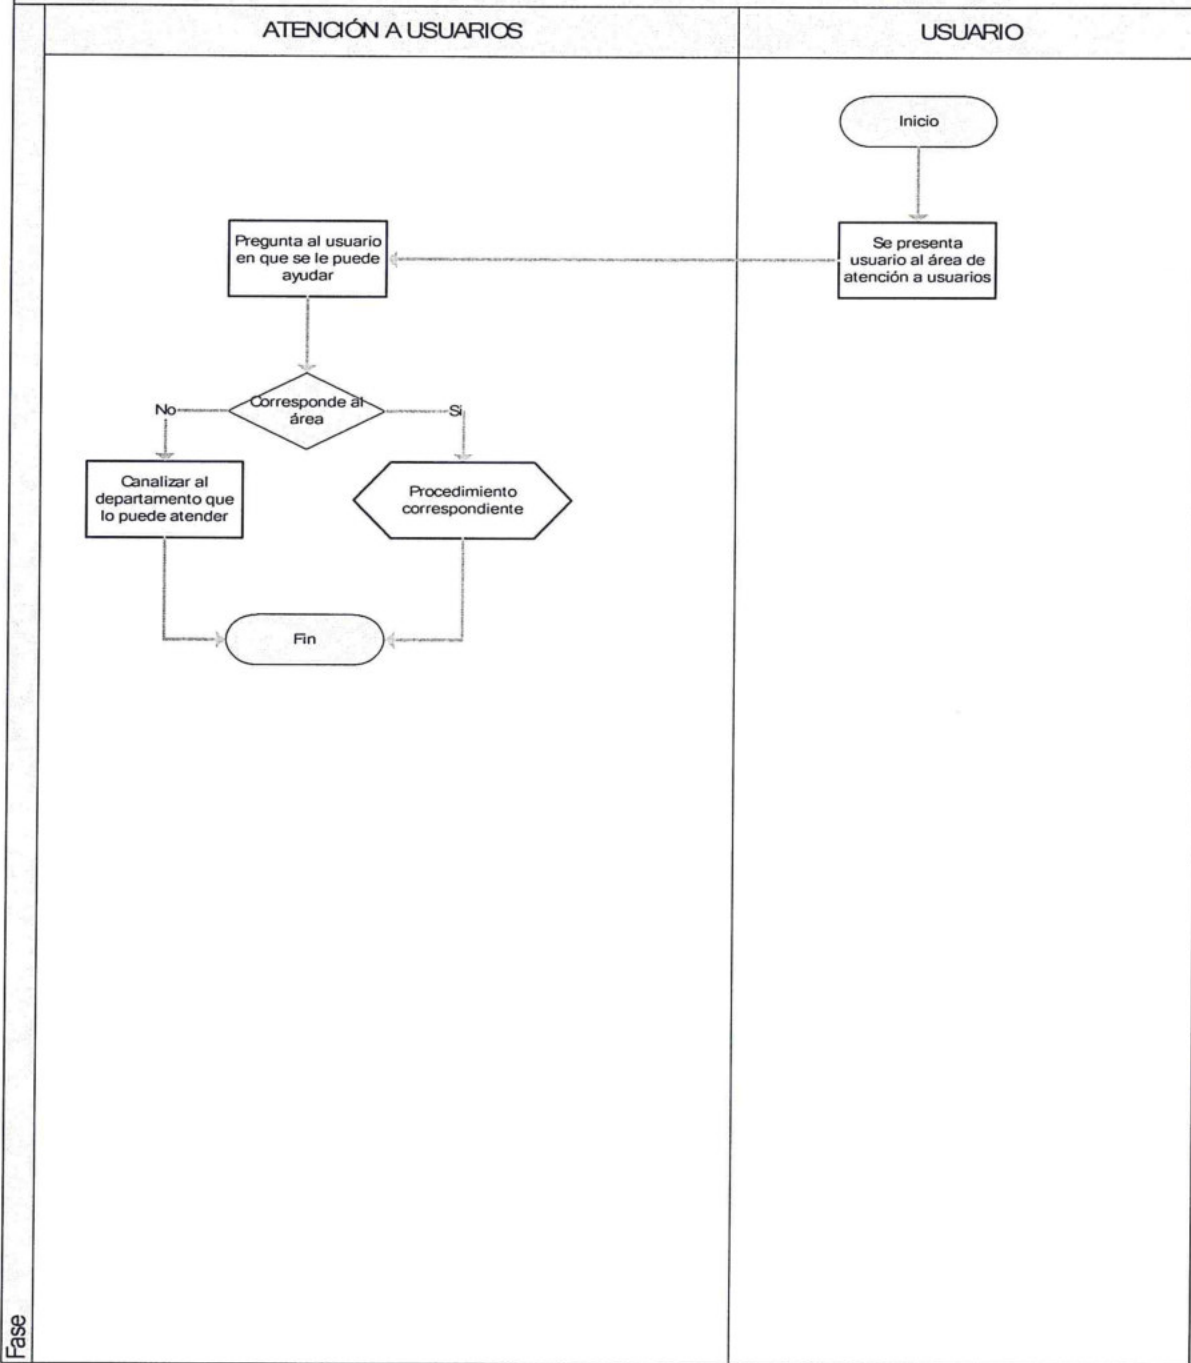 ATENCIÓN A USUARIOS
USUARIO
Inicio
Se presenta
usuario al área de
atención a usuarios
Pregunta al usuario
en que se le puede
ayudar
Corresponde al
área
No
Si
Canalizar al
departamento que
lo puede atender
Procedimiento
correspondiente
Fin
Fase